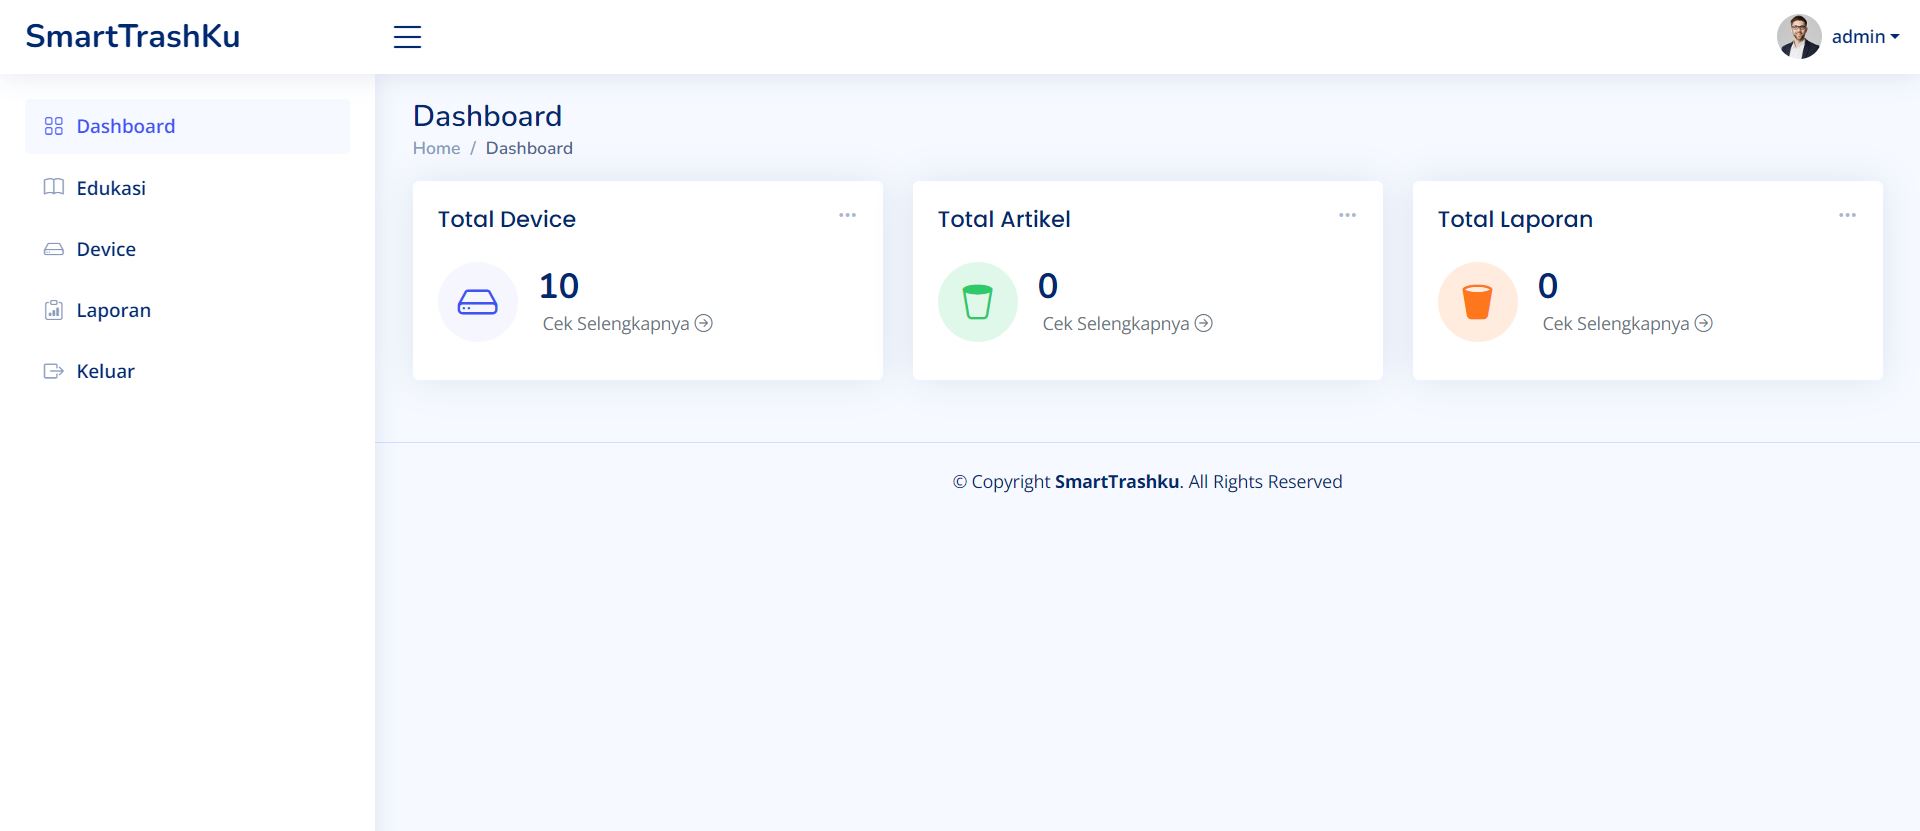 SmartTrashKu
admin
Dashboard
Edukasi
Device
Laporan
Keluar
Dashboard
Home / Dashboard
Total Device
10
Cek Selengkapnya
Total Artikel
0
Cek Selengkapnya
Total Laporan
0
Cek Selengkapnya
© Copyright SmartTrashku. All Rights Reserved